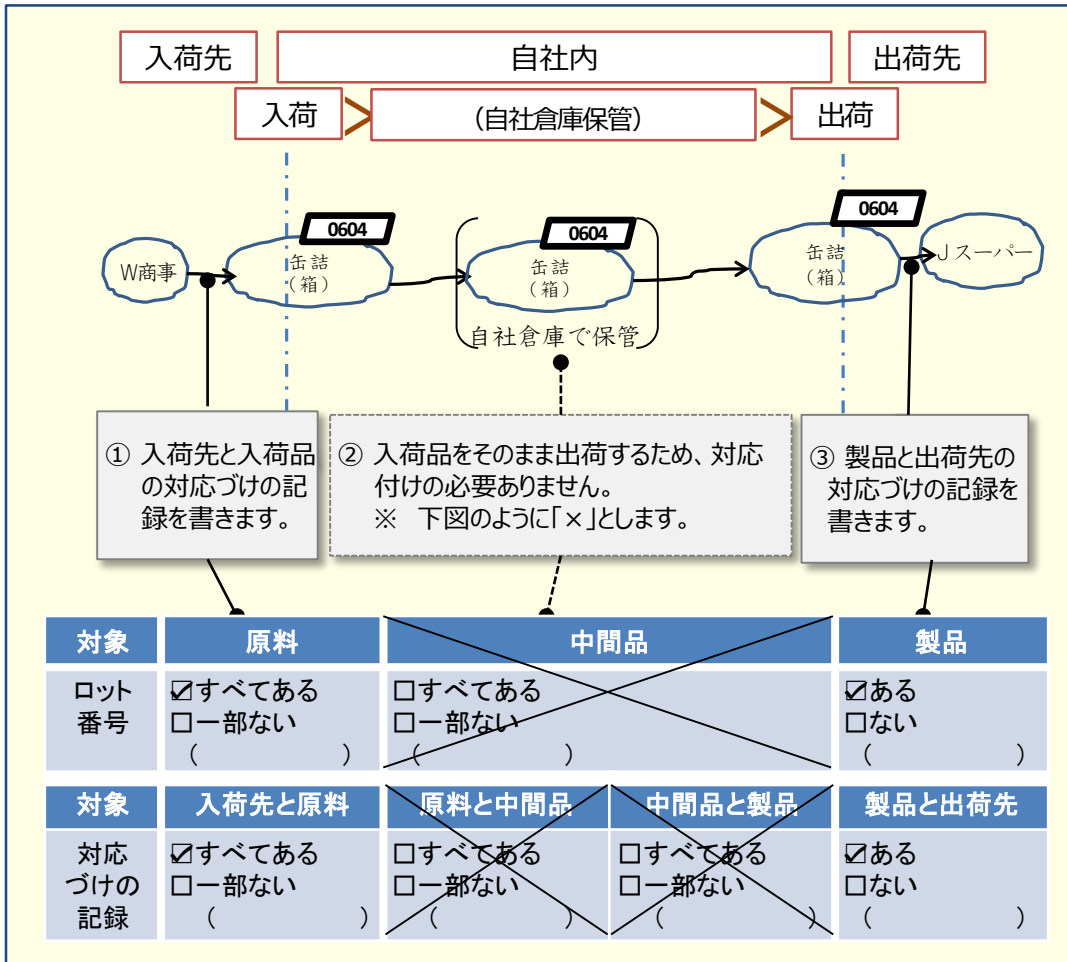 入荷先
自社内
出荷先
入荷
(自社倉庫保管)
出荷
0604
0604
0604
W商事
缶詰
(箱)
缶詰
(箱)
缶詰
(箱)
Jスーパー
自社倉庫で保管
① 入荷先と入荷品
の対応づけの記
録を書きます。
② 入荷品をそのまま出荷するため、対応
付けの必要ありません。
※ 下図のように「×」とします。
③ 製品と出荷先の
対応づけの記録を
書きます。
対象 原料 中間品 製品
ロット
番号
☑すべてある
□一部ない
( )
□すべてある
□一部ない
( )
☑ある
□ない
( )
対象 入荷先と原料 原料と中間品 中間品と製品 製品と出荷先
対応
づけの
記録
☑すべてある
□一部ない
( )
□すべてある
□一部ない
( )
□すべてある
□一部ない
( )
☑ある
□ない
( )